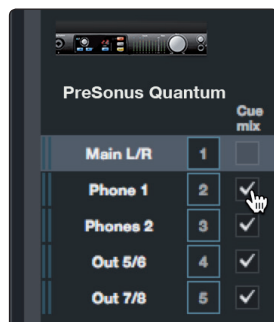 PreSonus Quantum
Cue
mix
Main L/R 1
Phone 1 2
Phones 2 3
Out 5/6 4
Out 7/8 5